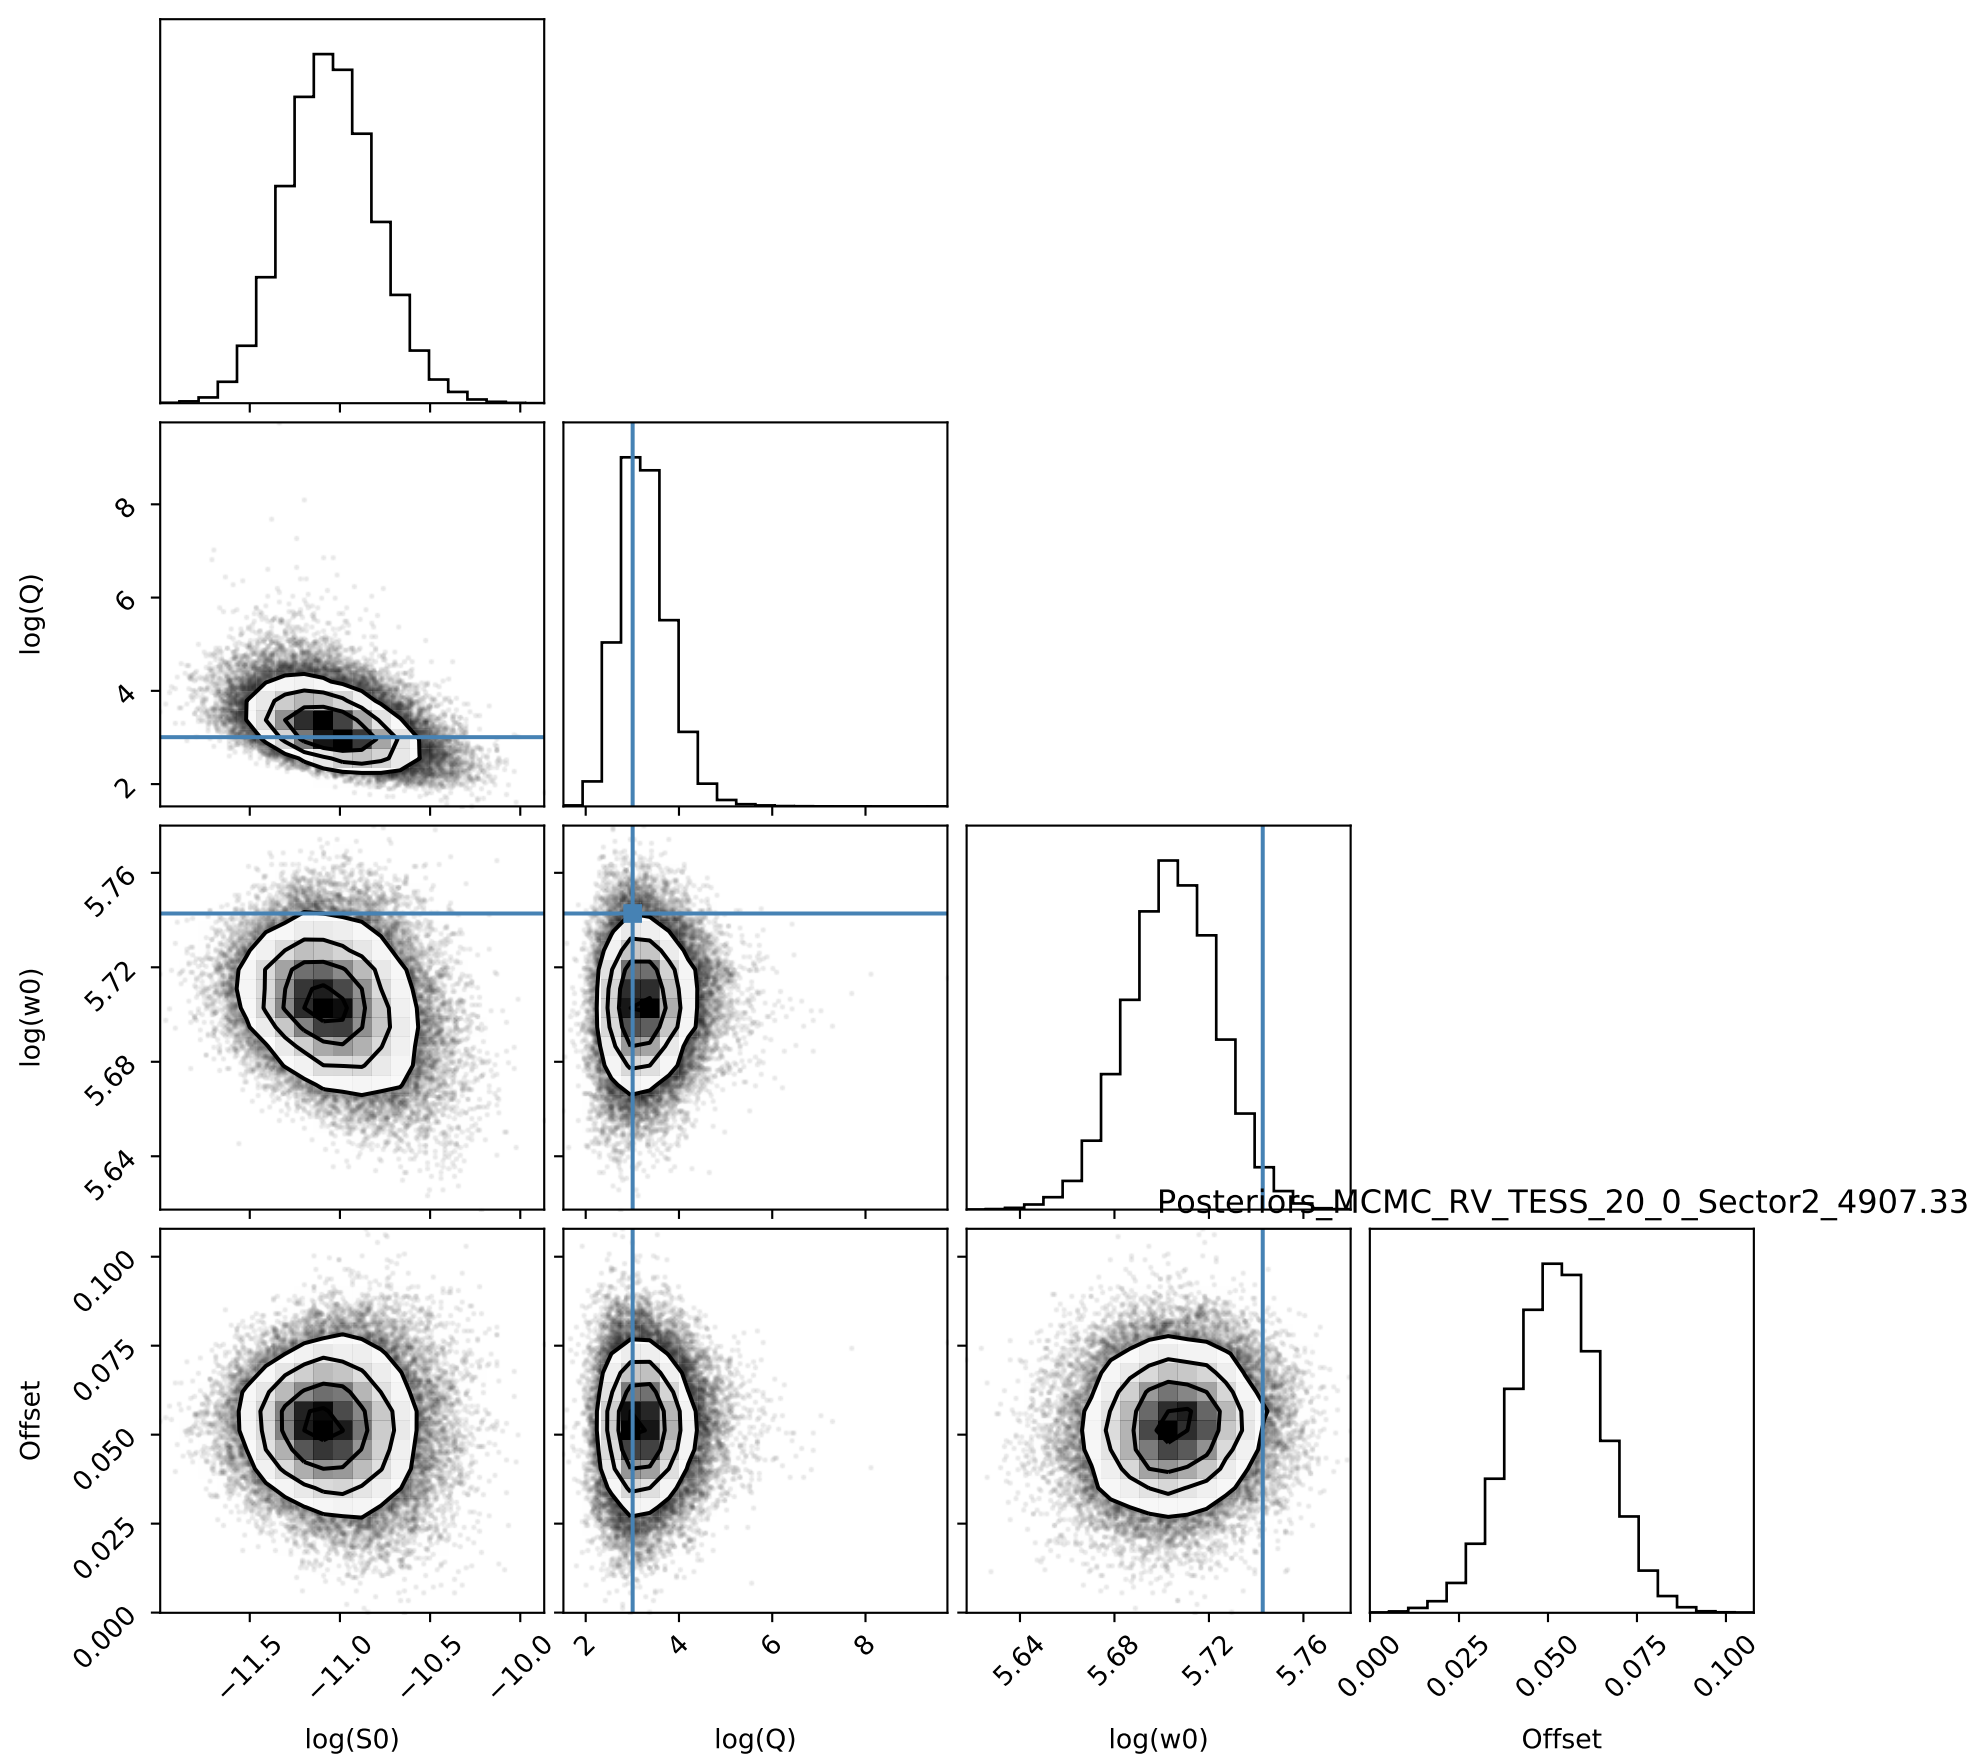 log(Q)
8
6
4
2
log(w0)
5.76
5.72
5.68
5.64
Posteriors_MCMC_RV_TESS_20_0_Sector2_4907.33
Offset
0.100
0.075
0.050
0.025
0.000
−11.5 −11.0 −10.5 −10.0
2 4 6 8
5.64 5.68 5.72 5.76
0.000 0.025 0.050 0.075 0.100
log(S0) log(Q) log(w0) Offset